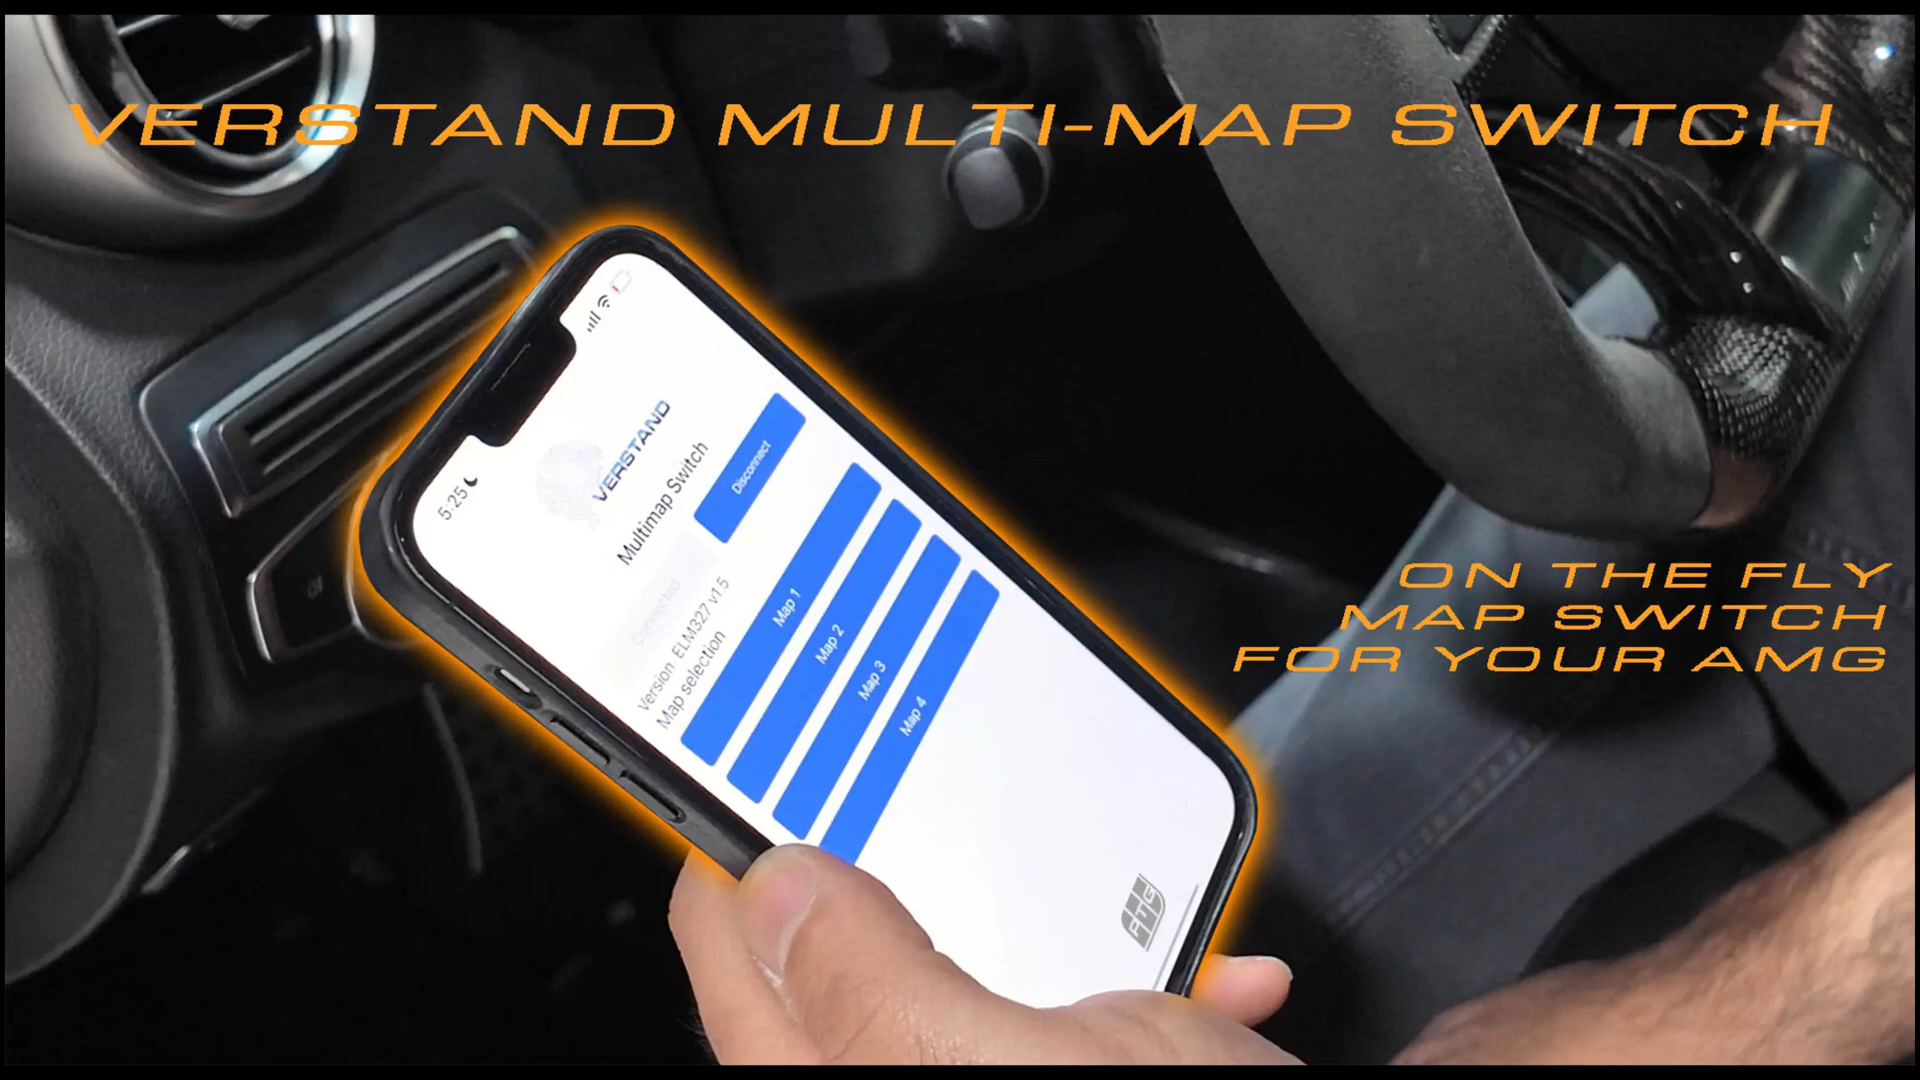 VERSTAND MULTI-MAP SWITCH
5:25
VERSTAND
Multimap Switch
Disconnect
Connected
Version: ELM327 v1.5
Map selection
Map 1
Map 2
Map 3
Map 4
ON THE FLY
MAP SWITCH
FOR YOUR AMG